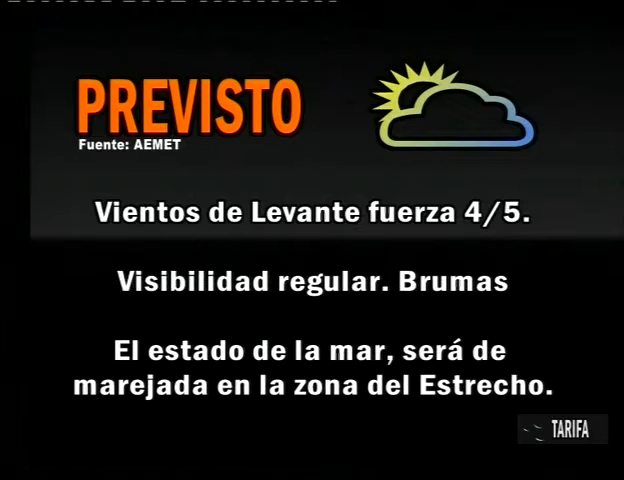 PREVISTO
Fuente: AEMET
Vientos de Levante fuerza 4/5.
Visibilidad regular. Brumas
El estado de la mar, será de
marejada en la zona del Estrecho.
TARIFA